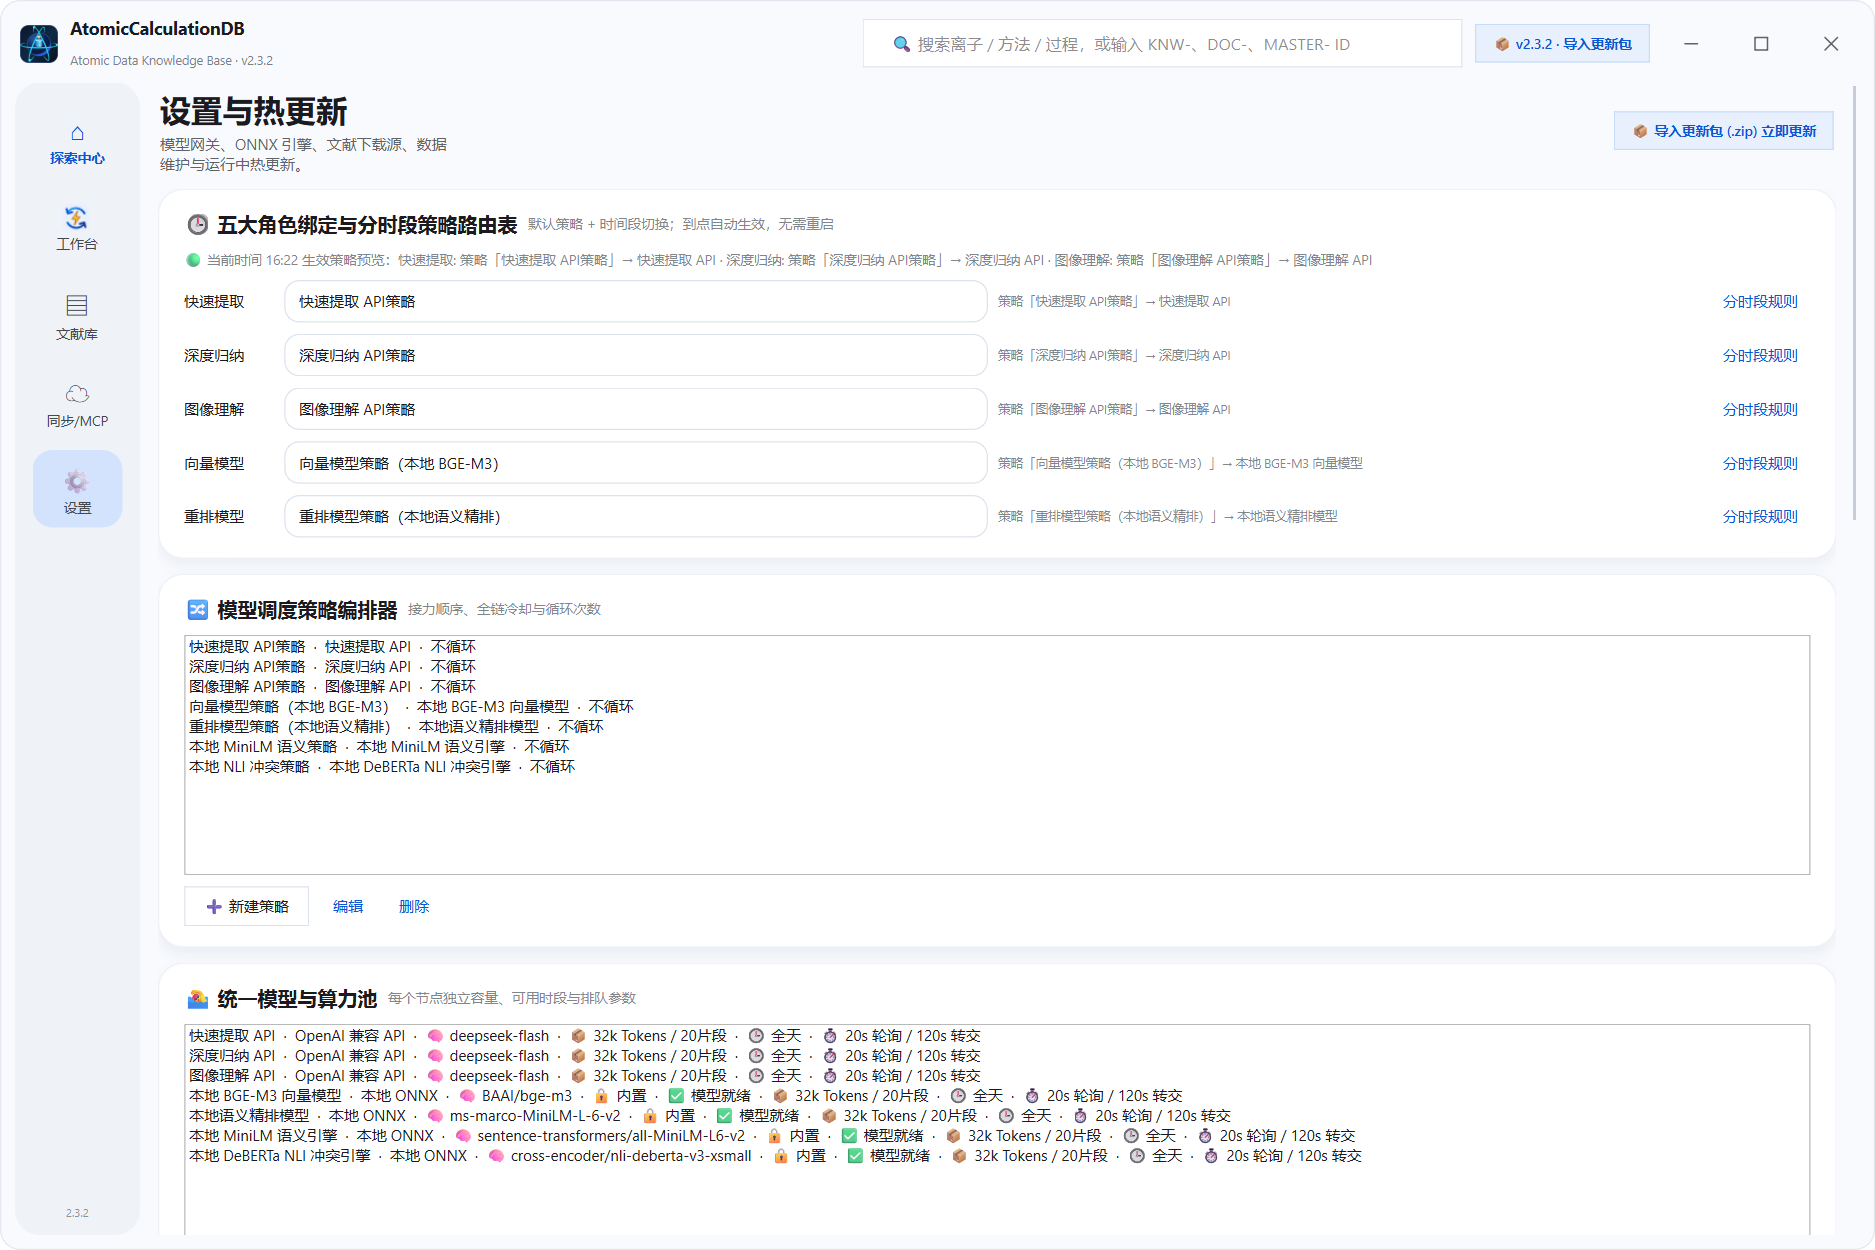 AtomicCalculationDB
Atomic Data Knowledge Base · v2.3.2
搜索离子 / 方法 / 过程，或输入 KNW-、DOC-、MASTER- ID
v2.3.2 · 导入更新包
探索中心
工作台
文献库
同步/MCP
设置
2.3.2
设置与热更新
模型网关、ONNX 引擎、文献下载源、数据
维护与运行中热更新。
导入更新包 (.zip) 立即更新
五大角色绑定与分时段策略路由表 默认策略 + 时间段切换；到点自动生效，无需重启
当前时间 16:22 生效策略预览：快速提取: 策略「快速提取 API策略」→ 快速提取 API · 深度归纳: 策略「深度归纳 API策略」→ 深度归纳 API · 图像理解: 策略「图像理解 API策略」→ 图像理解 API
快速提取 快速提取 API策略 策略「快速提取 API策略」→ 快速提取 API 分时段规则
深度归纳 深度归纳 API策略 策略「深度归纳 API策略」→ 深度归纳 API 分时段规则
图像理解 图像理解 API策略 策略「图像理解 API策略」→ 图像理解 API 分时段规则
向量模型 向量模型策略（本地 BGE-M3） 策略「向量模型策略（本地 BGE-M3）」→ 本地 BGE-M3 向量模型 分时段规则
重排模型 重排模型策略（本地语义精排） 策略「重排模型策略（本地语义精排）」→ 本地语义精排模型 分时段规则
模型调度策略编排器 接力顺序、全链冷却与循环次数
快速提取 API策略 · 快速提取 API · 不循环
深度归纳 API策略 · 深度归纳 API · 不循环
图像理解 API策略 · 图像理解 API · 不循环
向量模型策略（本地 BGE-M3） · 本地 BGE-M3 向量模型 · 不循环
重排模型策略（本地语义精排） · 本地语义精排模型 · 不循环
本地 MiniLM 语义策略 · 本地 MiniLM 语义引擎 · 不循环
本地 NLI 冲突策略 · 本地 DeBERTa NLI 冲突引擎 · 不循环
新建策略 编辑 删除
统一模型与算力池 每个节点独立容量、可用时段与排队参数
快速提取 API · OpenAI 兼容 API · deepseek-flash · 32k Tokens / 20片段 · 全天 · 20s 轮询 / 120s 转交
深度归纳 API · OpenAI 兼容 API · deepseek-flash · 32k Tokens / 20片段 · 全天 · 20s 轮询 / 120s 转交
图像理解 API · OpenAI 兼容 API · deepseek-flash · 32k Tokens / 20片段 · 全天 · 20s 轮询 / 120s 转交
本地 BGE-M3 向量模型 · 本地 ONNX · BAAI/bge-m3 · 内置 · 模型就绪 · 32k Tokens / 20片段 · 全天 · 20s 轮询 / 120s 转交
本地语义精排模型 · 本地 ONNX · ms-marco-MiniLM-L-6-v2 · 内置 · 模型就绪 · 32k Tokens / 20片段 · 全天 · 20s 轮询 / 120s 转交
本地 MiniLM 语义引擎 · 本地 ONNX · sentence-transformers/all-MiniLM-L6-v2 · 内置 · 模型就绪 · 32k Tokens / 20片段 · 全天 · 20s 轮询 / 120s 转交
本地 DeBERTa NLI 冲突引擎 · 本地 ONNX · cross-encoder/nli-deberta-v3-xsmall · 内置 · 模型就绪 · 32k Tokens / 20片段 · 全天 · 20s 轮询 / 120s 转交